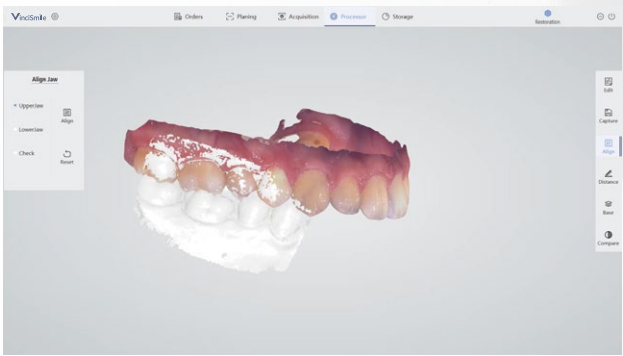 VinciSmile
Orders
Planing
Acquisition
Processor
Storage
Restoration
Align Jaw
UpperJaw
Align
LowerJaw
Check
Reset
Edit
Capture
Align
Distance
Base
Compare